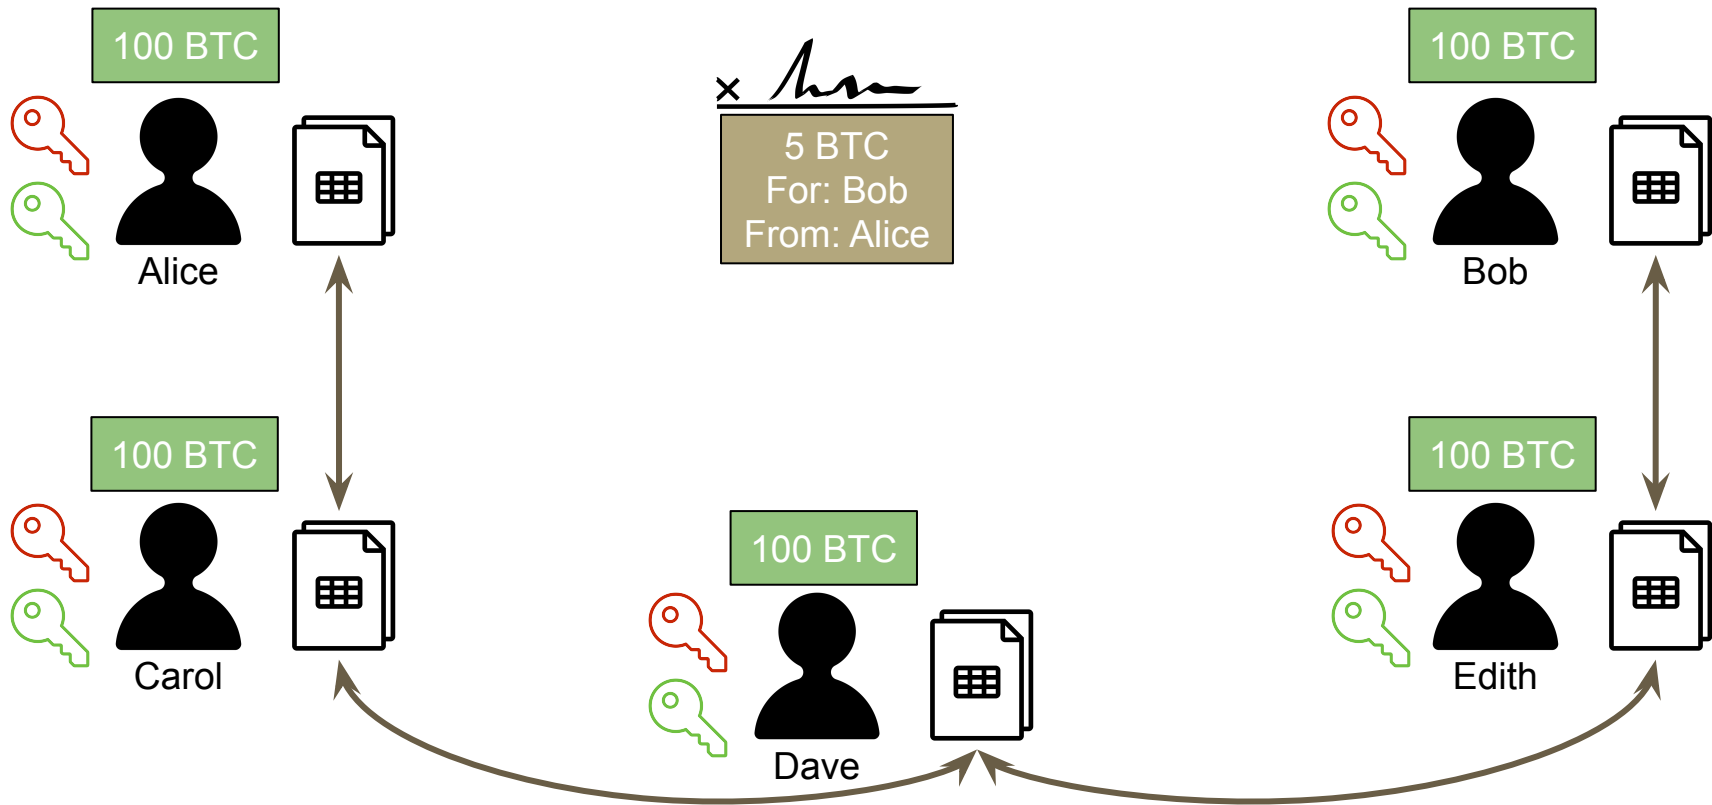 100 BTC
100 BTC
5 BTC
For: Bob
From: Alice
Alice
Bob
100 BTC
100 BTC
100 BTC
Carol
Edith
Dave